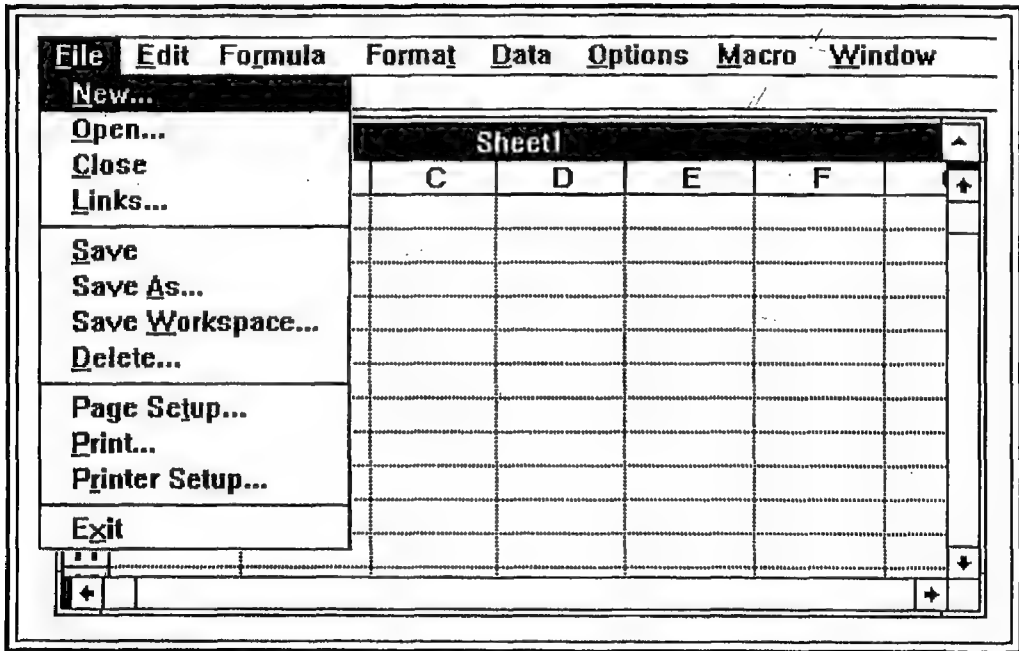 File Edit Formula Format Data Options Macro Window
New...
Open...
Close
Links...
Save
Save As...
Save Workspace...
Delete...
Page Setup...
Print...
Printer Setup...
Exit
Sheet1
C D E F